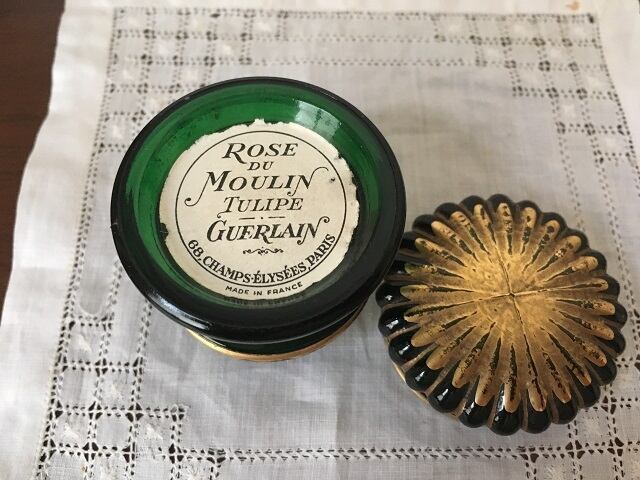 ROSE
DU
MOULIN
TULIPE
GUERLAIN
68, CHAMPS-ÉLYSÉES, PARIS
MADE IN FRANCE